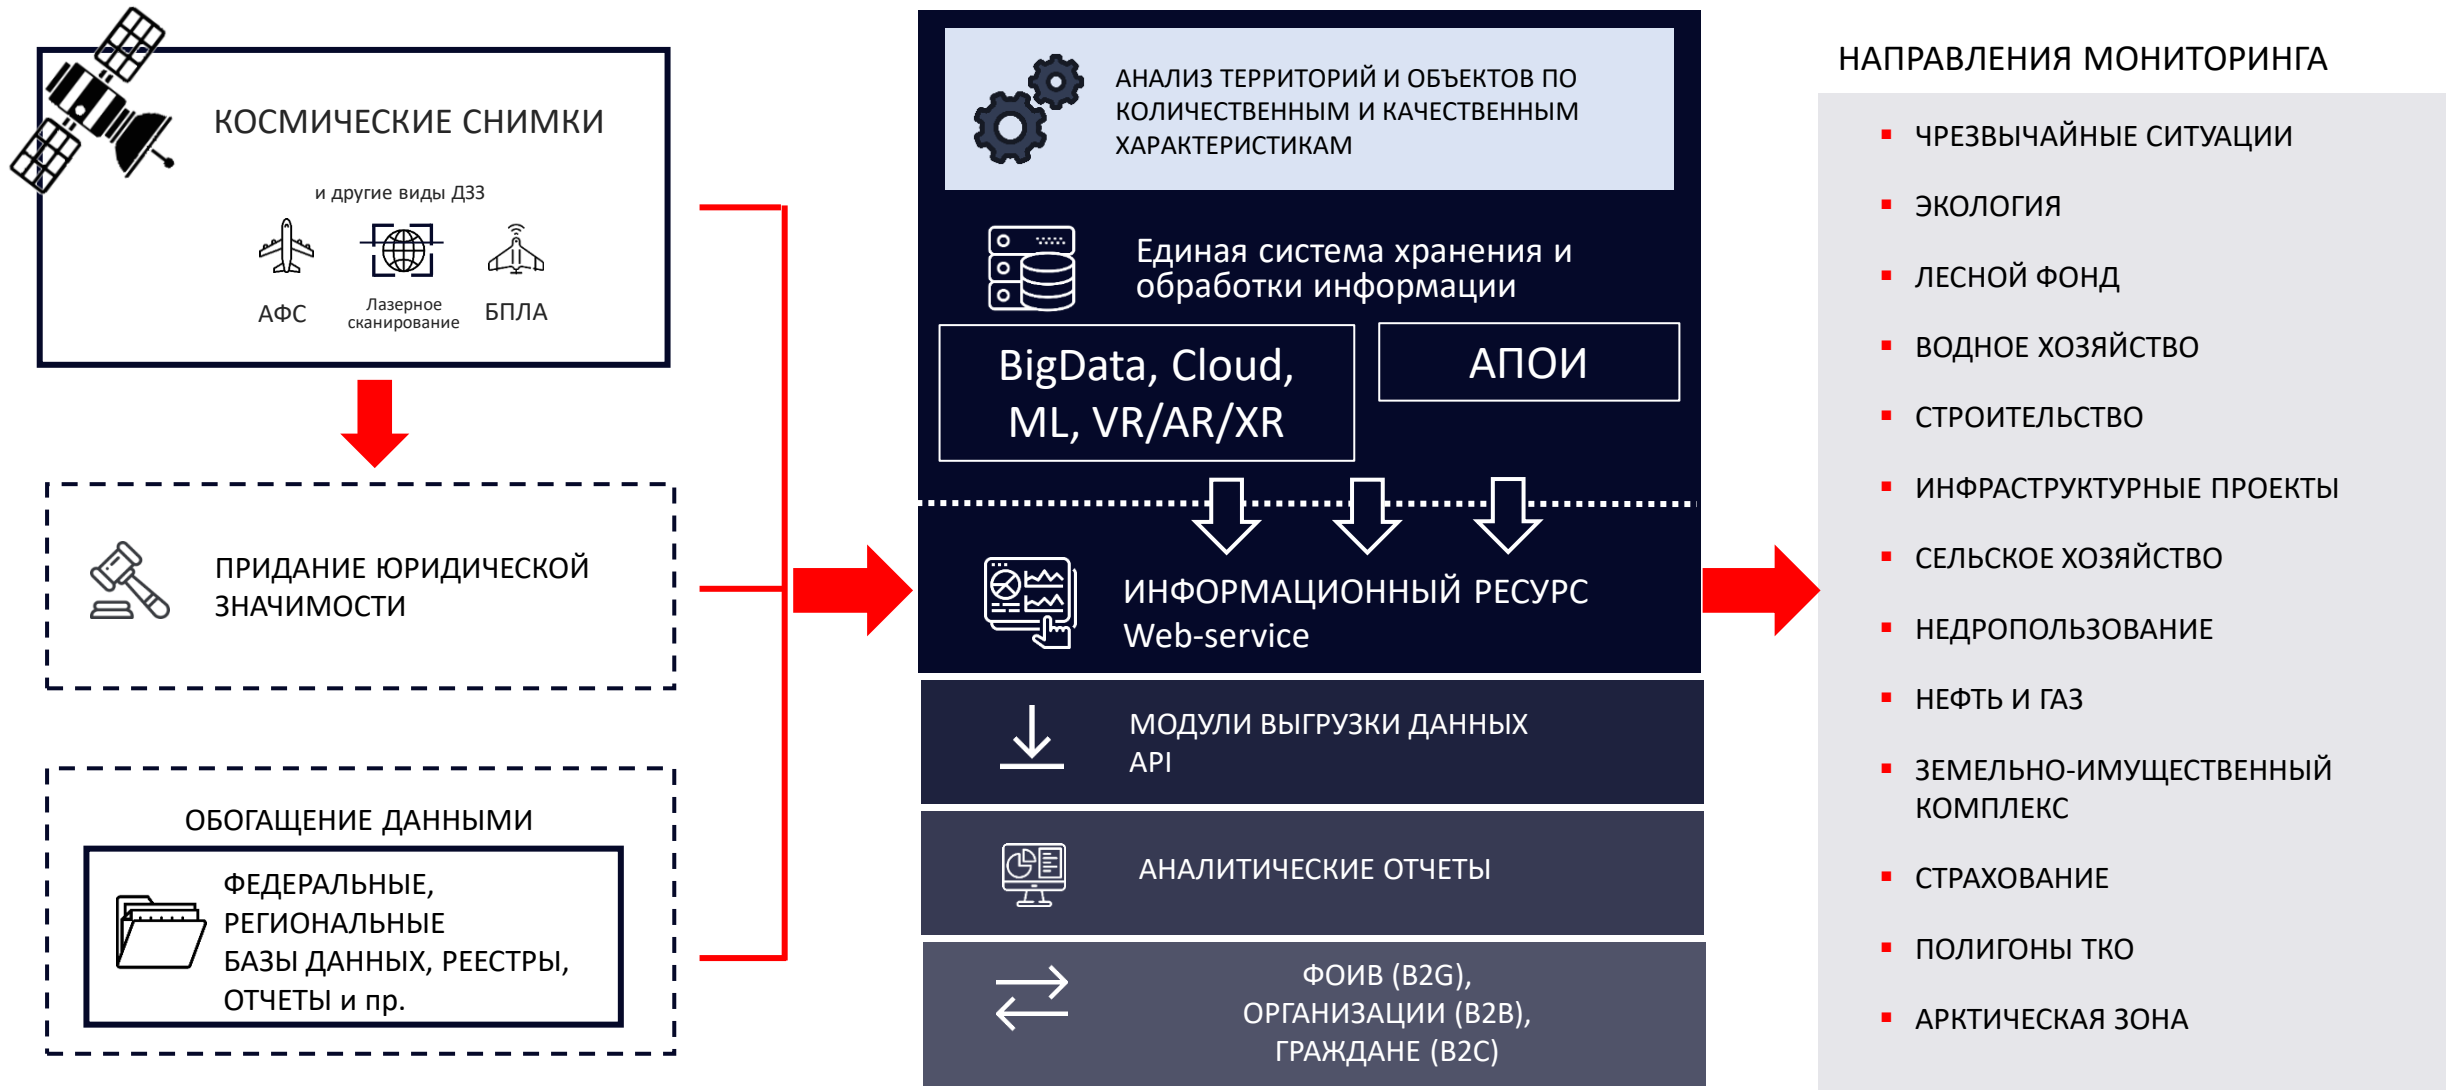 КОСМИЧЕСКИЕ СНИМКИ
и другие виды ДЗЗ
АФС
Лазерное
сканирование
БПЛА
ПРИДАНИЕ ЮРИДИЧЕСКОЙ
ЗНАЧИМОСТИ
ОБОГАЩЕНИЕ ДАННЫМИ
ФЕДЕРАЛЬНЫЕ,
РЕГИОНАЛЬНЫЕ
БАЗЫ ДАННЫХ, РЕЕСТРЫ,
ОТЧЕТЫ и пр.
АНАЛИЗ ТЕРРИТОРИЙ И ОБЪЕКТОВ ПО
КОЛИЧЕСТВЕННЫМ И КАЧЕСТВЕННЫМ
ХАРАКТЕРИСТИКАМ
Единая система хранения и
обработки информации
BigData, Cloud,
ML, VR/AR/XR
АПОИ
ИНФОРМАЦИОННЫЙ РЕСУРС
Web-service
МОДУЛИ ВЫГРУЗКИ ДАННЫХ
API
АНАЛИТИЧЕСКИЕ ОТЧЕТЫ
ФОИВ (B2G),
ОРГАНИЗАЦИИ (B2B),
ГРАЖДАНЕ (B2C)
НАПРАВЛЕНИЯ МОНИТОРИНГА
ЧРЕЗВЫЧАЙНЫЕ СИТУАЦИИ
ЭКОЛОГИЯ
ЛЕСНОЙ ФОНД
ВОДНОЕ ХОЗЯЙСТВО
СТРОИТЕЛЬСТВО
ИНФРАСТРУКТУРНЫЕ ПРОЕКТЫ
СЕЛЬСКОЕ ХОЗЯЙСТВО
НЕДРОПОЛЬЗОВАНИЕ
НЕФТЬ И ГАЗ
ЗЕМЕЛЬНО-ИМУЩЕСТВЕННЫЙ
КОМПЛЕКС
СТРАХОВАНИЕ
ПОЛИГОНЫ ТКО
АРКТИЧЕСКАЯ ЗОНА